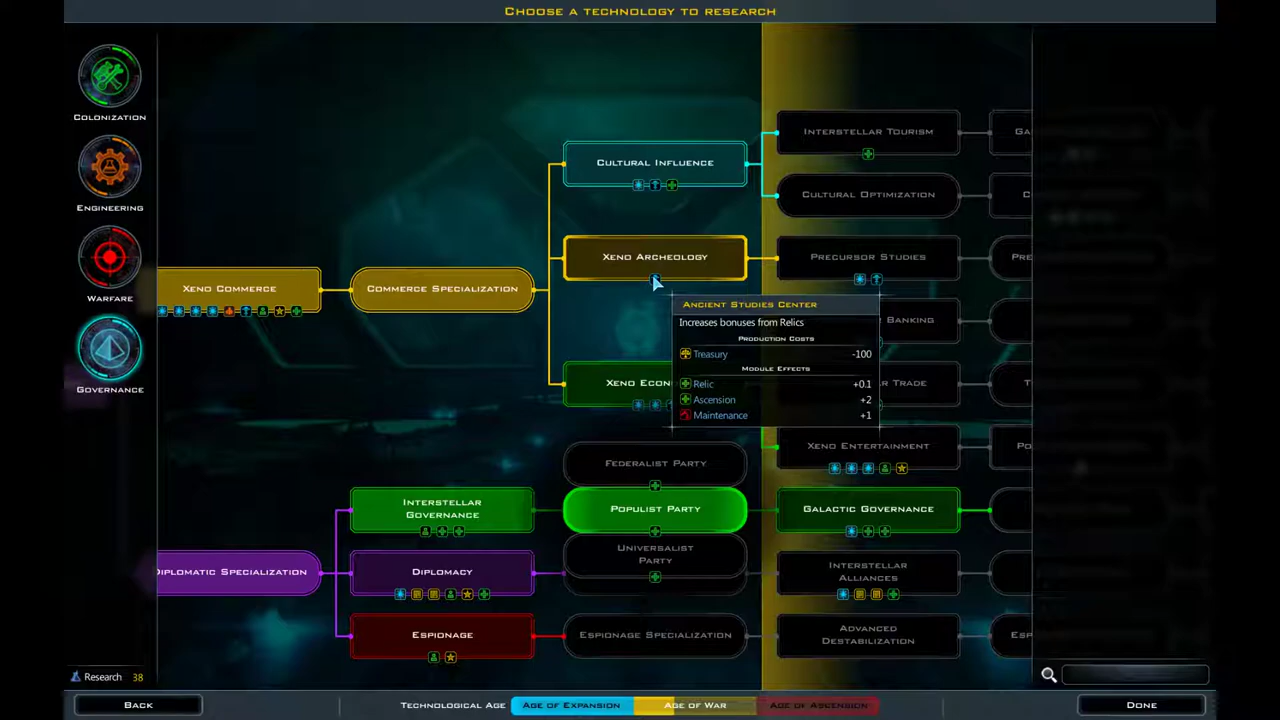 Choose a Technology to Research
Colonization
Engineering
Warfare
Governance
Cultural Influence
Interstellar Tourism
Cultural Optimization
Xeno Commerce
Commerce Specialization
Xeno Archeology
Precursor Studies
Ancient Studies Center
Increases bonuses from Relics
Production Costs
Treasury -100
Module Effects
Relic +0.1
Ascension +2
Maintenance +1
Banking
Xeno Econ
Trade
Xeno Entertainment
Federalist Party
Interstellar
Governance
Populist Party
Galactic Governance
Universalist
Party
Diplomatic Specialization
Diplomacy
Interstellar
Alliances
Espionage
Espionage Specialization
Advanced
Destabilization
Research 38
Back
Technological Age
Age of Expansion
Age of War
Age of Ascension
Done